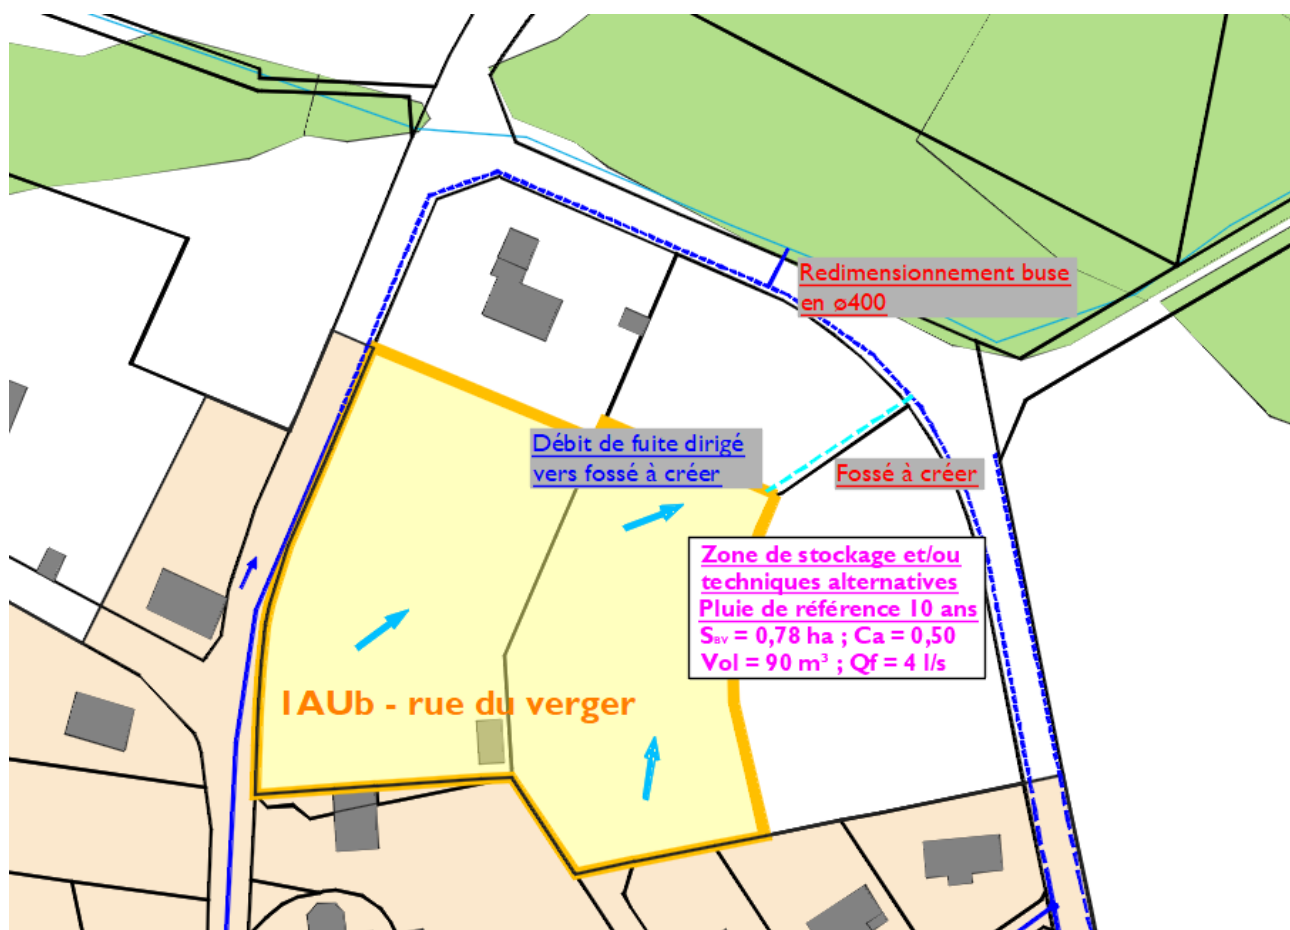 Redimensionnement buse
en ø400
Débit de fuite dirigé
vers fossé à créer
Fossé à créer
Zone de stockage et/ou
techniques alternatives
Pluie de référence 10 ans
SBV = 0,78 ha ; Ca = 0,50
Vol = 90 m³ ; Qf = 4 l/s
1AUb - rue du verger